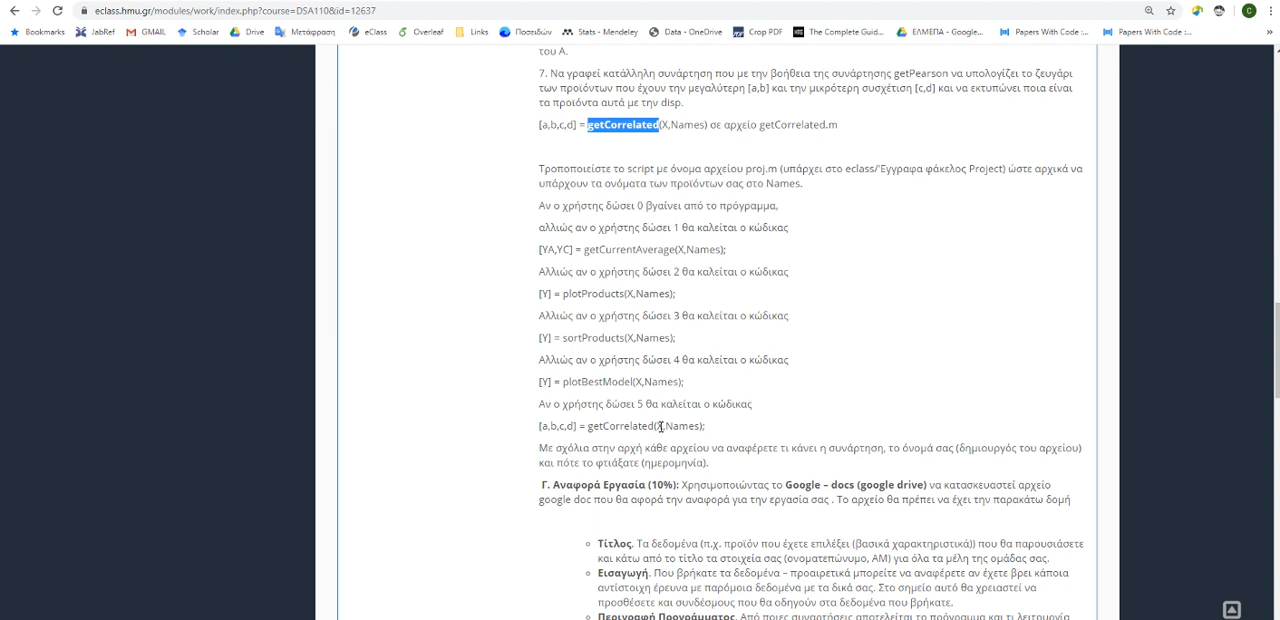 eclass.hmu.gr/modules/work/index.php?course=DSA110&id=12637
C
Bookmarks JabRef GMAIL Scholar Drive Μετάφραση eClass Overleaf Links Ποσειδών Stats - Mendeley Data - OneDrive Crop PDF The Complete Guid... ΕΛΜΕΠΑ - Google... Papers With Code :... Papers With Code :... »
του Α.
7. Να γραφεί κατάλληλη συνάρτηση που με την βοήθεια της συνάρτησης getPearson να υπολογίζει το ζευγάρι
των προϊόντων που έχουν την μεγαλύτερη [a,b] και την μικρότερη συσχέτιση [c,d] και να εκτυπώνει ποια είναι
τα προιόντα αυτά με την disp.
[a,b,c,d] = getCorrelated(X,Names) σε αρχείο getCorrelated.m
Τροποποιείστε το script με όνομα αρχείου proj.m (υπάρχει στο eclass/'Εγγραφα φάκελος Project) ώστε αρχικά να
υπάρχουν τα ονόματα των προϊόντων σας στο Names.
Αν ο χρήστης δώσει 0 βγαίνει από το πρόγραμμα,
αλλιώς αν ο χρήστης δώσει 1 θα καλείται ο κώδικας
[YA,YC] = getCurrentAverage(X,Names);
Αλλιώς αν ο χρήστης δώσει 2 θα καλείται ο κώδικας
[Y] = plotProducts(X,Names);
Αλλιώς αν ο χρήστης δώσει 3 θα καλείται ο κώδικας
[Y] = sortProducts(X,Names);
Αλλιώς αν ο χρήστης δώσει 4 θα καλείται ο κώδικας
[Y] = plotBestModel(X,Names);
Αν ο χρήστης δώσει 5 θα καλείται ο κώδικας
[a,b,c,d] = getCorrelated(X,Names);
Με σχόλια στην αρχή κάθε αρχείου να αναφέρετε τι κάνει η συνάρτηση, το όνομά σας (δημιουργός του αρχείου)
και πότε το φτιάξατε (ημερομηνία).
Γ. Αναφορά Εργασία (10%): Χρησιμοποιώντας το Google – docs (google drive) να κατασκευαστεί αρχείο
google doc που θα αφορά την αναφορά για την εργασία σας . Το αρχείο θα πρέπει να έχει την παρακάτω δομή
Τίτλος. Τα δεδομένα (π.χ. προϊόν που έχετε επιλέξει (βασικά χαρακτηριστικά)) που θα παρουσιάσετε
και κάτω από το τίτλο τα στοιχεία σας (ονοματεπώνυμο, ΑΜ) για όλα τα μέλη της ομάδας σας.
Εισαγωγή. Που βρήκατε τα δεδομένα – προαιρετικά μπορείτε να αναφέρετε αν έχετε βρει κάποια
αντίστοιχη έρευνα με παρόμοια δεδομένα με τα δικά σας. Στο σημείο αυτό θα χρειαστεί να
προσθέσετε και συνδέσμους που θα οδηγούν στα δεδομένα που βρήκατε.
Περιγραφή Προγράμματος. Από ποιες συναρτήσεις αποτελείται το πρόγραμμα και τι λειτουργία